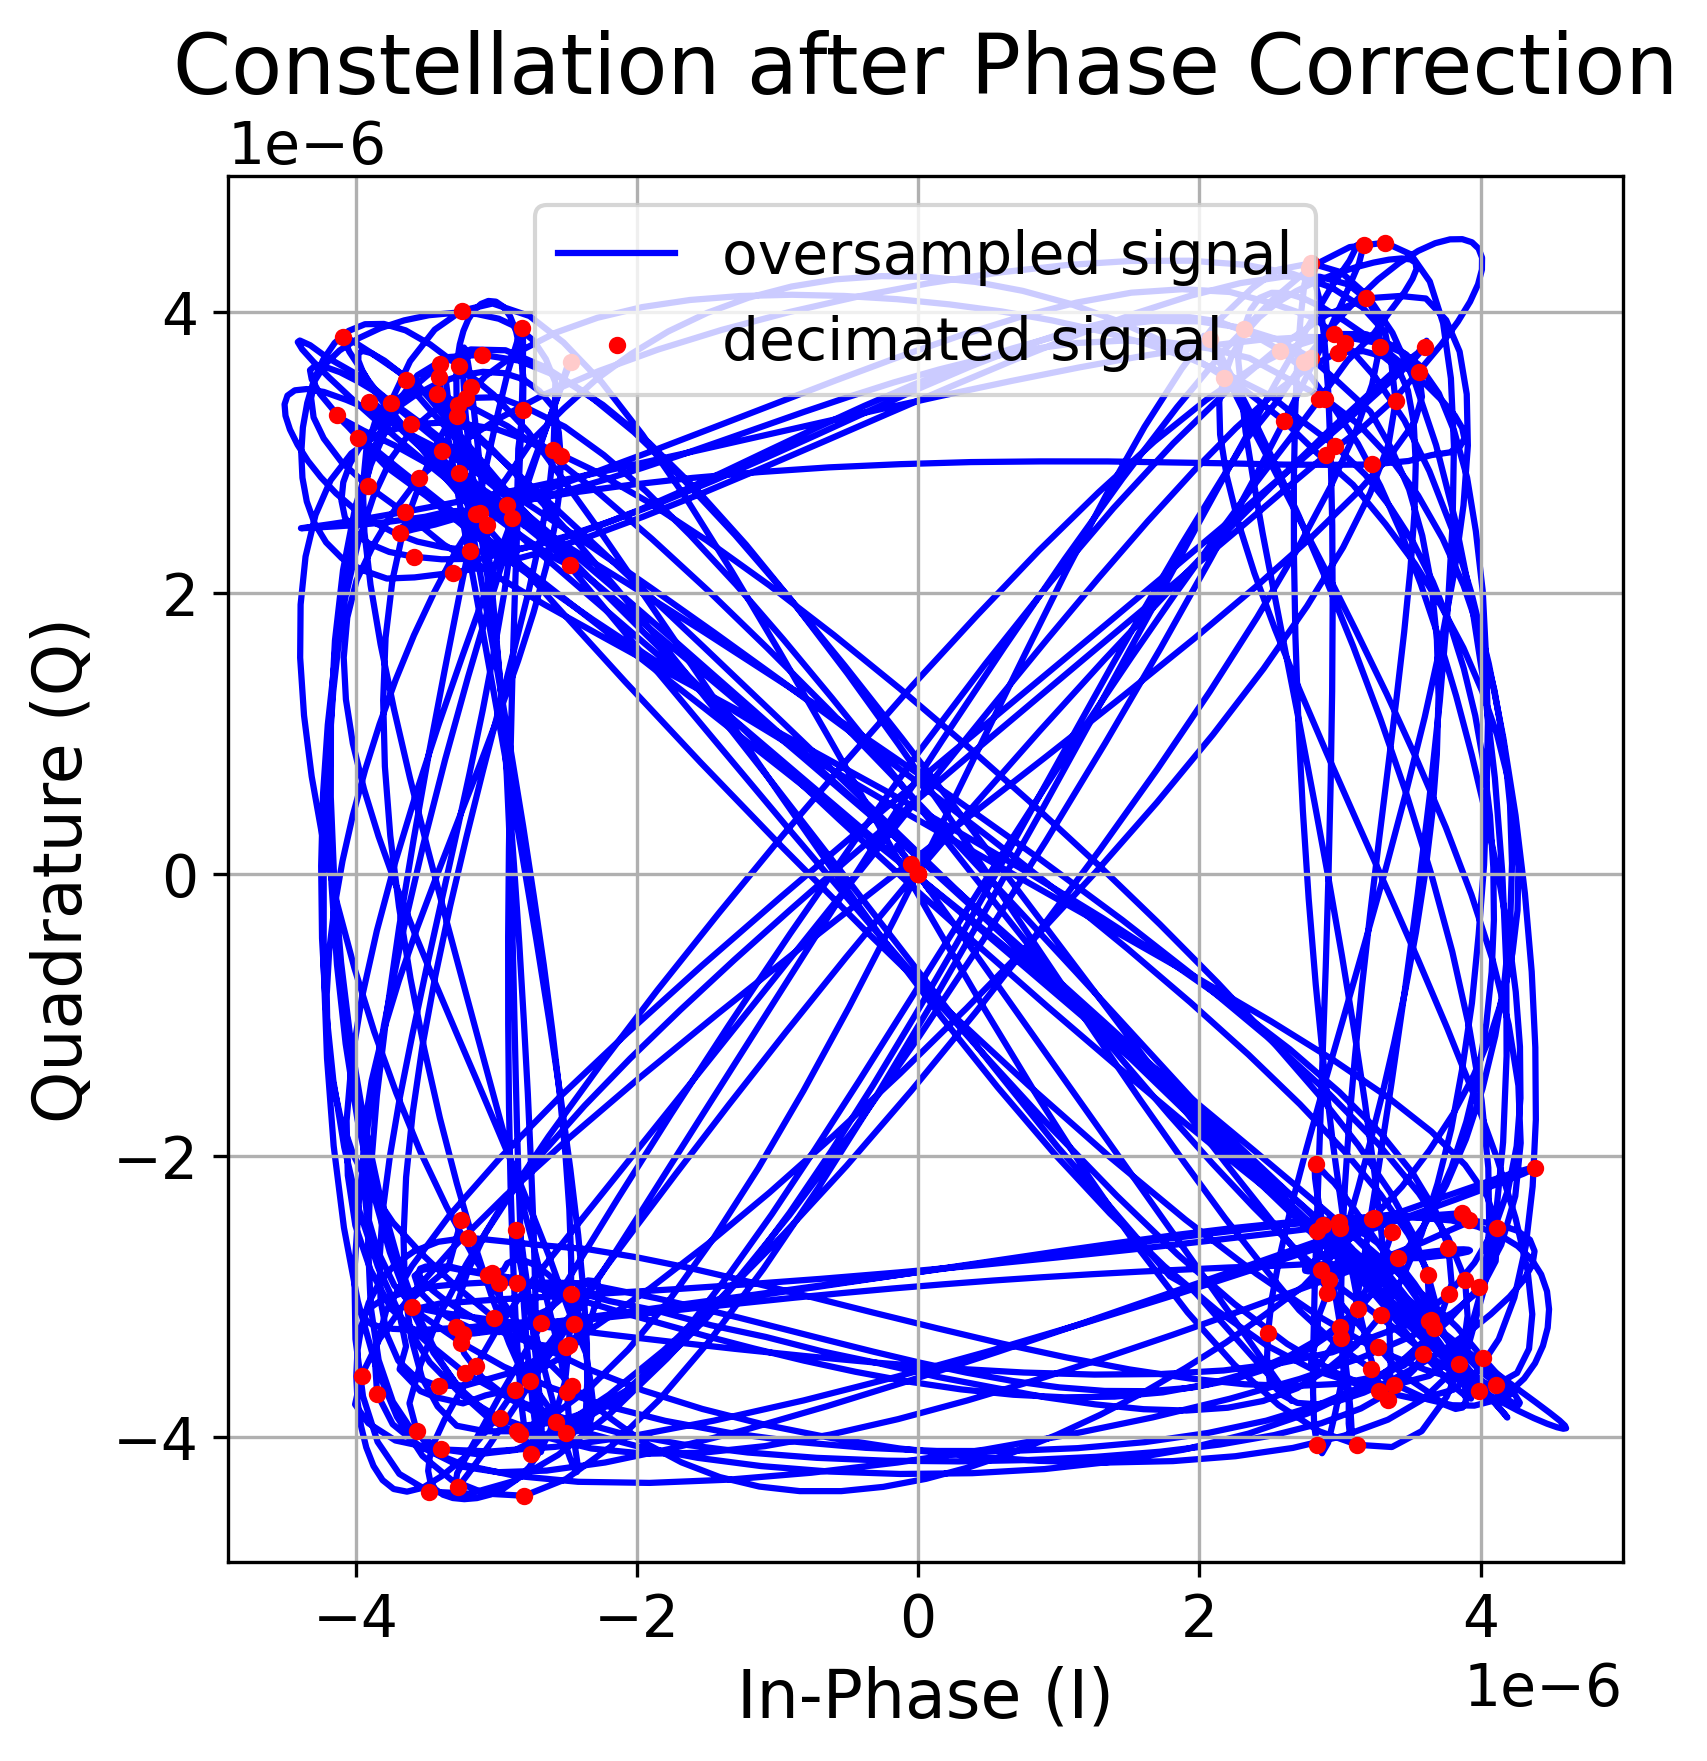 Constellation after Phase Correction
1e−6
oversampled signal
decimated signal
4
2
0
−2
−4
Quadrature (Q)
−4
−2
0
2
4
In-Phase (I)
1e−6